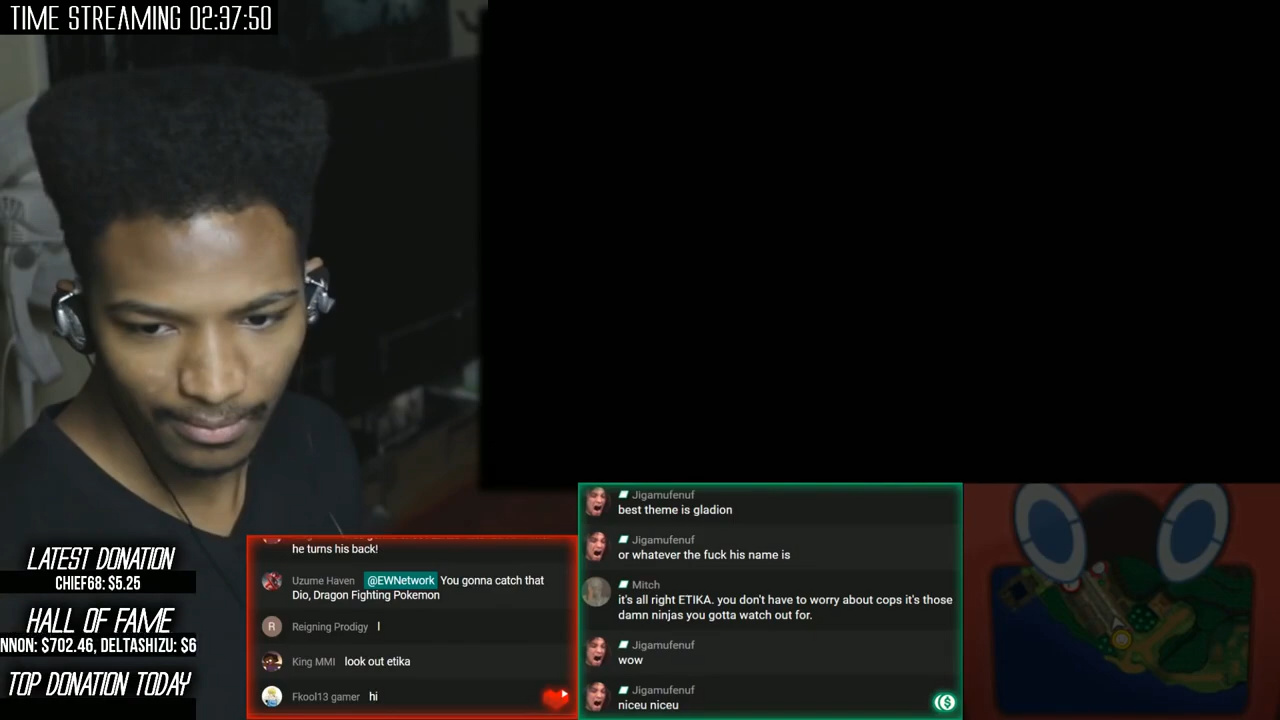 TIME STREAMING 02:37:50
LATEST DONATION
CHIEF68: $5.25
HALL OF FAME
NNON: $702.46, DELTASHIZU: $6
TOP DONATION TODAY
he turns his back!
Uzume Haven @EWNetwork You gonna catch that
Dio, Dragon Fighting Pokemon
R Reigning Prodigy l
King MMI look out etika
Fkool13 gamer hi
Jigamufenuf
best theme is gladion
Jigamufenuf
or whatever the fuck his name is
Mitch
it's all right ETIKA. you don't have to worry about cops it's those
damn ninjas you gotta watch out for.
Jigamufenuf
wow
Jigamufenuf
niceu niceu